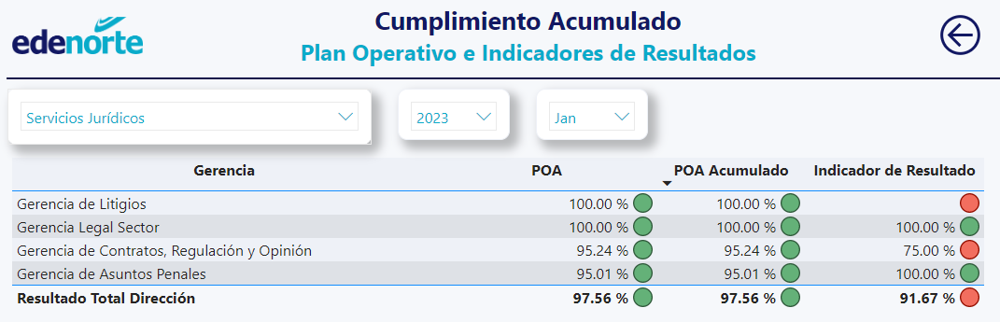 edenorte
Cumplimiento Acumulado
Plan Operativo e Indicadores de Resultados
Servicios Jurídicos 2023 Jan
Gerencia POA POA Acumulado Indicador de Resultado
Gerencia de Litigios 100.00 % 100.00 %
Gerencia Legal Sector 100.00 % 100.00 % 100.00 %
Gerencia de Contratos, Regulación y Opinión 95.24 % 95.24 % 75.00 %
Gerencia de Asuntos Penales 95.01 % 95.01 % 100.00 %
Resultado Total Dirección 97.56 % 97.56 % 91.67 %